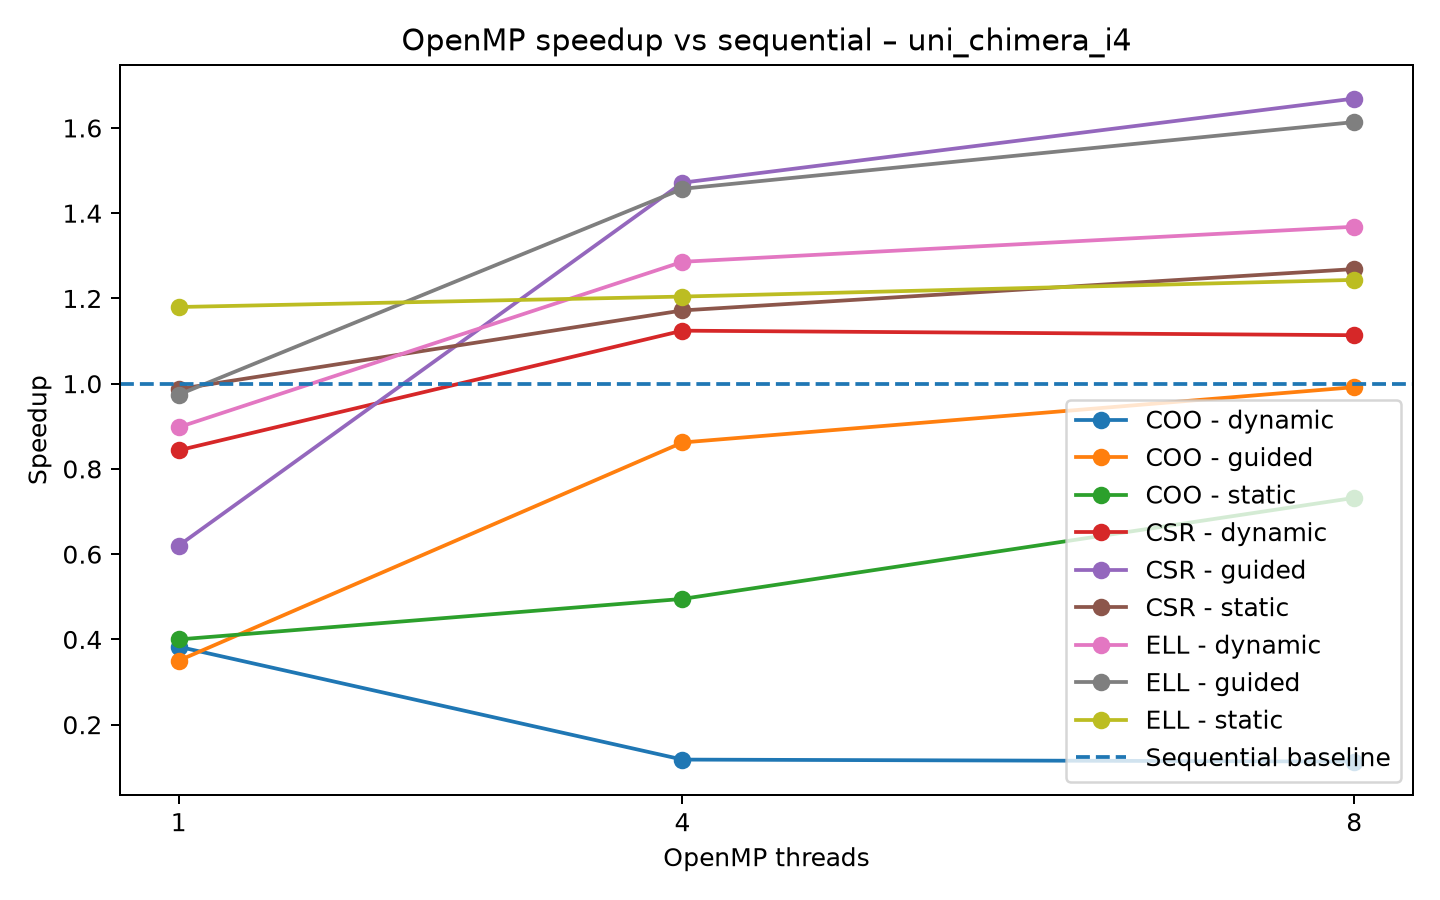 OpenMP speedup vs sequential – uni_chimera_i4
Speedup
1.6
1.4
1.2
1.0
0.8
0.6
0.4
0.2
COO - dynamic
COO - guided
COO - static
CSR - dynamic
CSR - guided
CSR - static
ELL - dynamic
ELL - guided
ELL - static
Sequential baseline
1 4 8
OpenMP threads